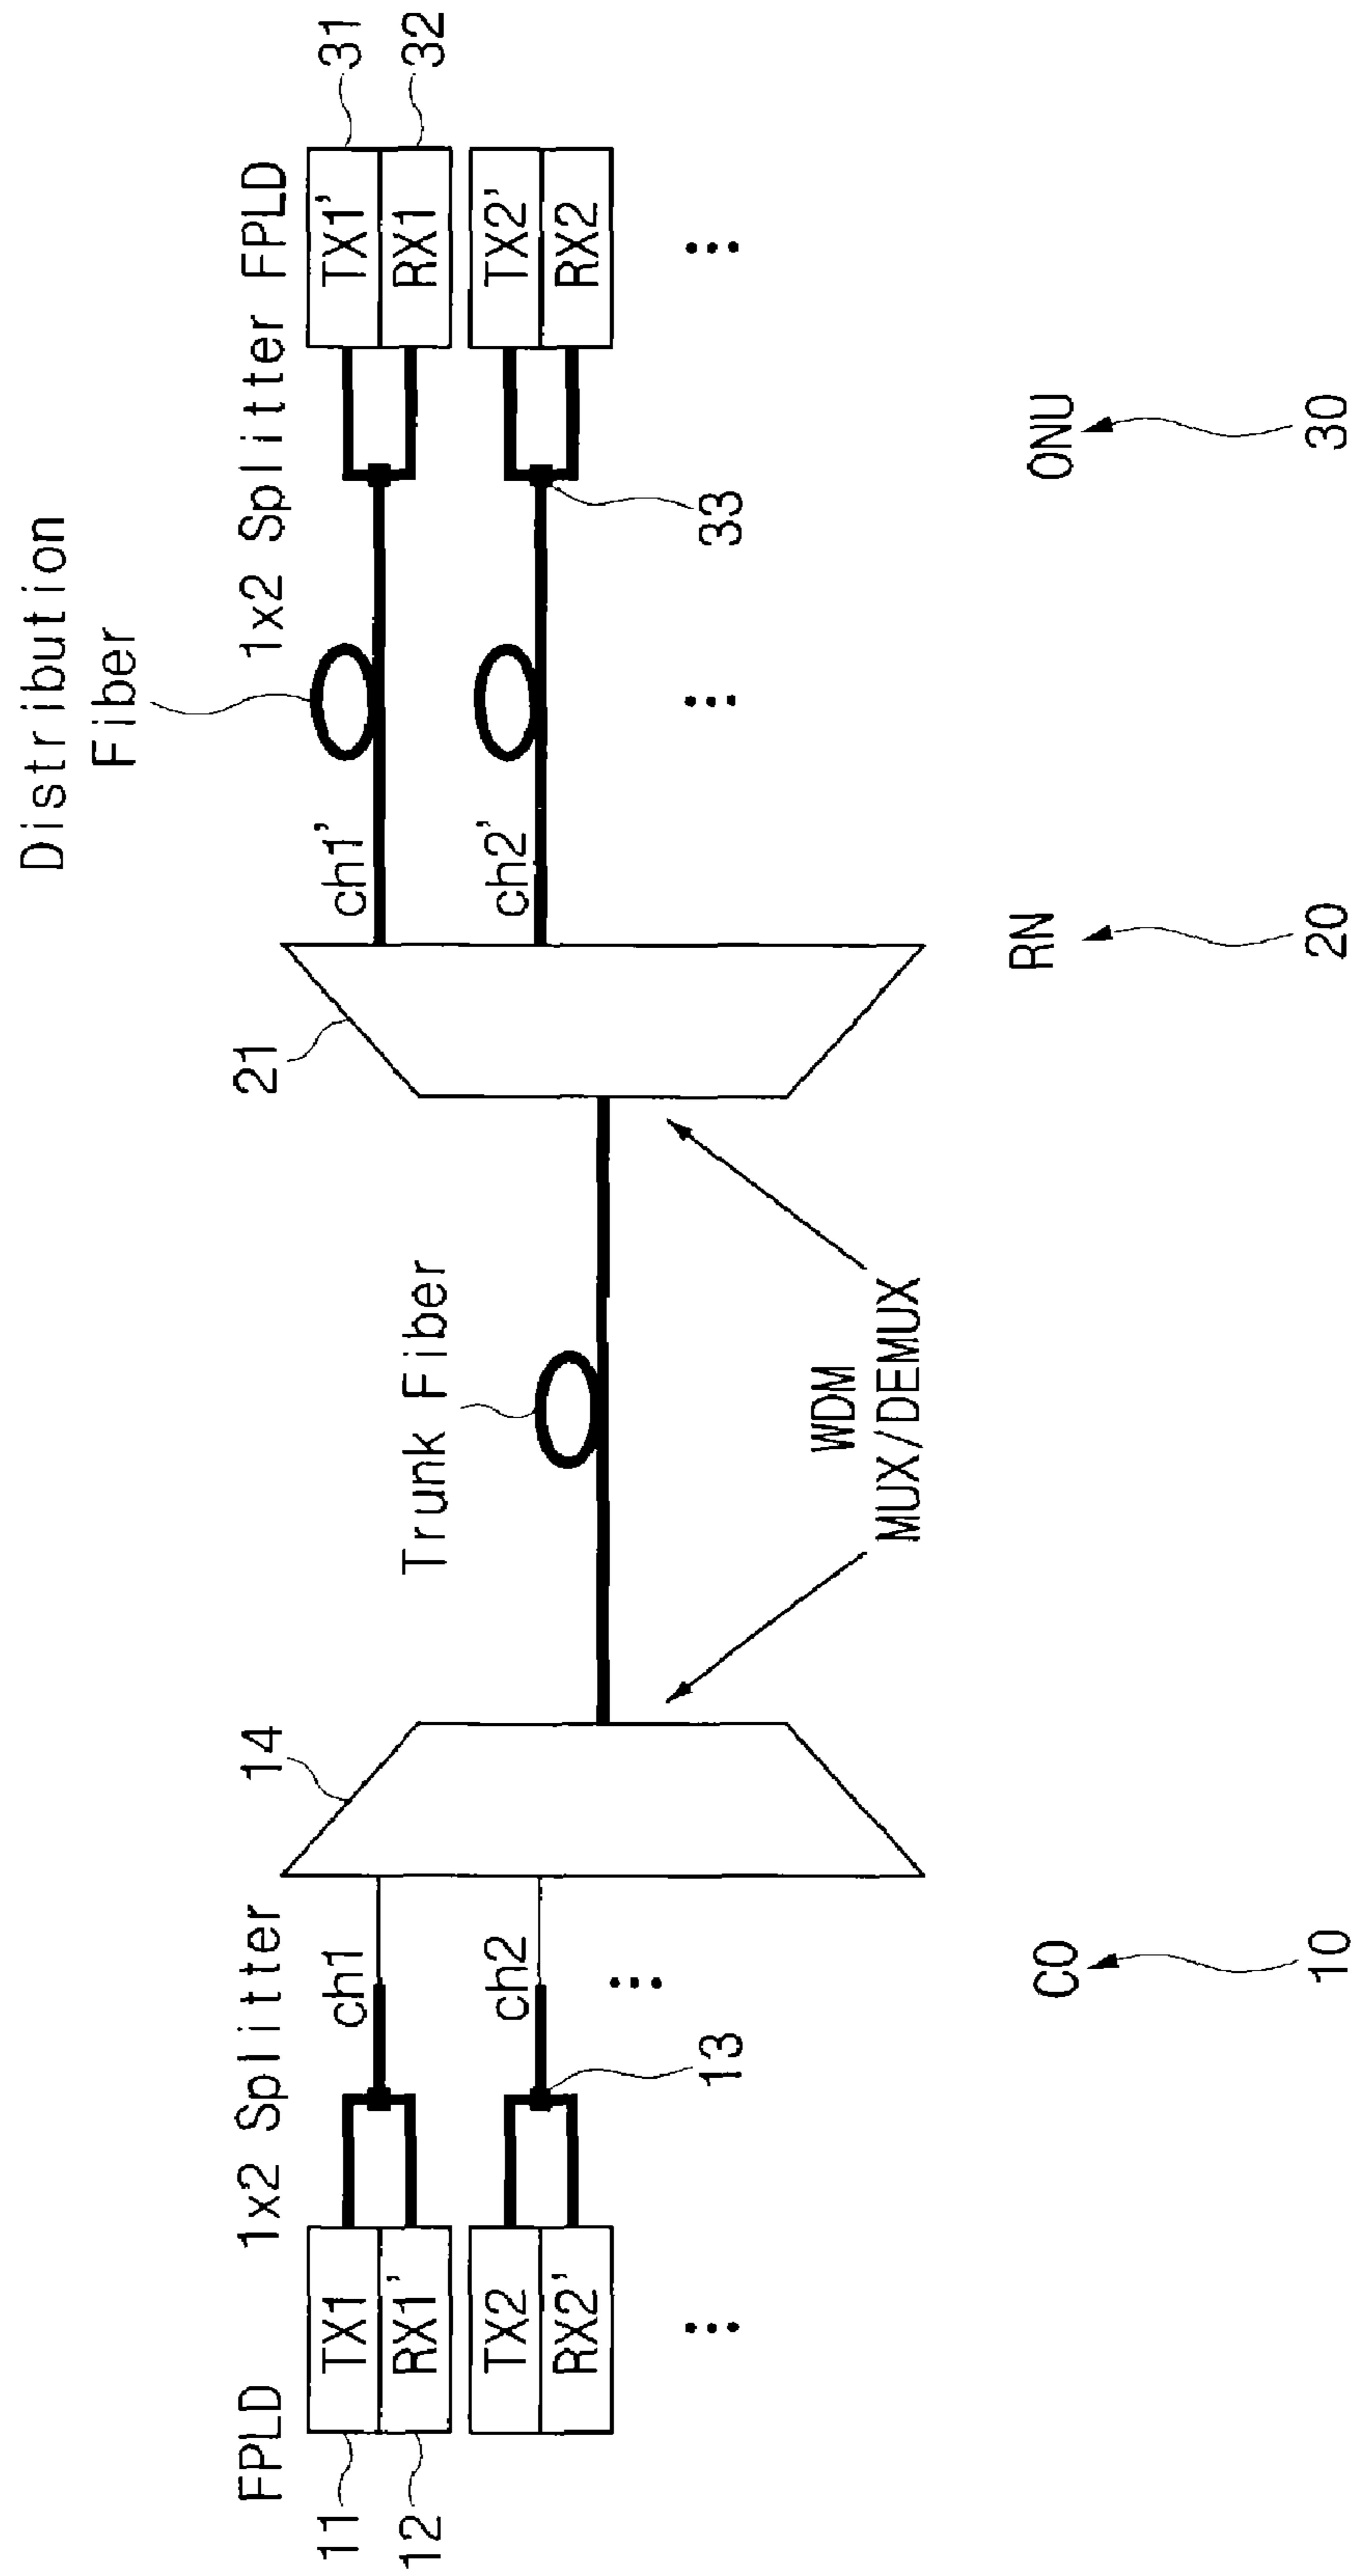 Distribution
Fiber
FPLD
1x2 Splitter
14
Trunk Fiber
21
1x2 Splitter
FPLD
11
TX1
12
RX1'
ch1
ch1'
TX1'
31
RX1
32
TX2
RX2'
ch2
ch2'
TX2'
RX2
13
33
WDM
MUX/DEMUX
CO
RN
ONU
10
20
30